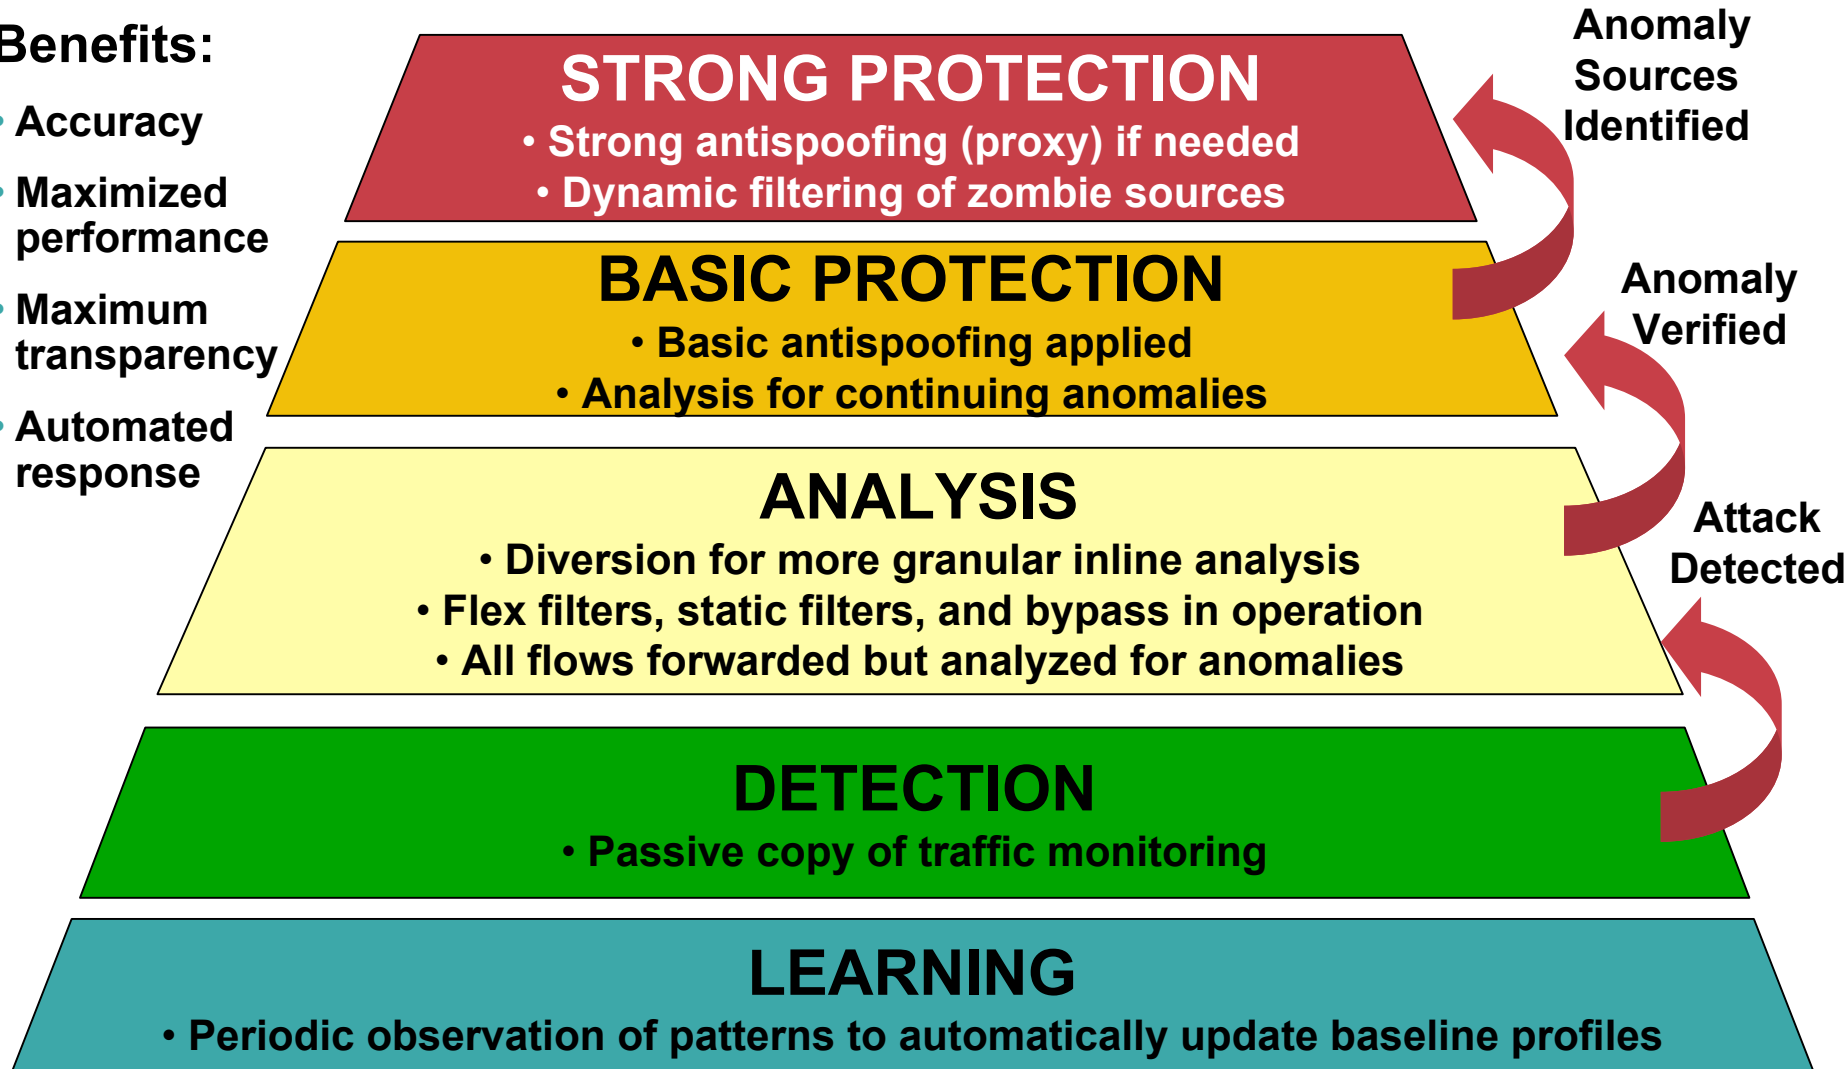 Benefits:
• Accuracy
• Maximized
performance
• Maximum
transparency
• Automated
response
STRONG PROTECTION
• Strong antispoofing (proxy) if needed
• Dynamic filtering of zombie sources
Anomaly
Sources
Identified
BASIC PROTECTION
• Basic antispoofing applied
• Analysis for continuing anomalies
Anomaly
Verified
ANALYSIS
• Diversion for more granular inline analysis
• Flex filters, static filters, and bypass in operation
• All flows forwarded but analyzed for anomalies
Attack
Detected
DETECTION
• Passive copy of traffic monitoring
LEARNING
• Periodic observation of patterns to automatically update baseline profiles